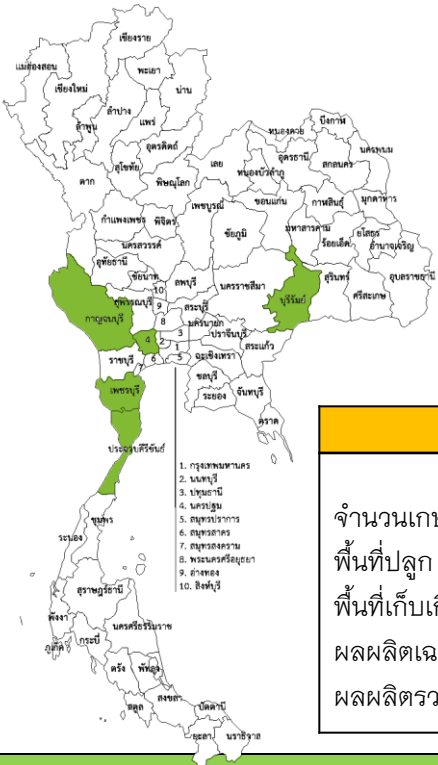 เชียงราย
แม่ฮ่องสอน
พะเยา
เชียงใหม่
น่าน
ลำปาง
ลำพูน
แพร่
อุตรดิตถ์
สุโขทัย
ตาก
พิษณุโลก
เลย
หนองคาย
บึงกาฬ
อุดรธานี
นครพนม
สกลนคร
หนองบัวลำภู
เพชรบูรณ์
ขอนแก่น
กาฬสินธุ์
มุกดาหาร
กำแพงเพชร
พิจิตร
ชัยภูมิ
มหาสารคาม
ร้อยเอ็ด
ยโสธร
อำนาจเจริญ
นครสวรรค์
อุทัยธานี
ชัยนาท
ลพบุรี
นครราชสีมา
บุรีรัมย์
สุรินทร์
ศรีสะเกษ
อุบลราชธานี
10
สุพรรณบุรี
9
สระบุรี
กาญจนบุรี
8
นครนายก
4
2
3
1
ปราจีนบุรี
สระแก้ว
ราชบุรี
6
5
ฉะเชิงเทรา
ชลบุรี
ระยอง
จันทบุรี
ตราด
เพชรบุรี
ประจวบคีรีขันธ์
1. กรุงเทพมหานคร
2. นนทบุรี
3. ปทุมธานี
4. นครปฐม
5. สมุทรปราการ
6. สมุทรสาคร
7. สมุทรสงคราม
8. พระนครศรีอยุธยา
9. อ่างทอง
10. สิงห์บุรี
ชุมพร
ระนอง
สุราษฎร์ธานี
พังงา
ภูเก็ต
กระบี่
นครศรีธรรมราช
ตรัง
พัทลุง
สตูล
สงขลา
ปัตตานี
ยะลา
นราธิวาส
จำนวนเกษ
พื้นที่ปลูก
พื้นที่เก็บเกี
ผลผลิตเฉ
ผลผลิตรว